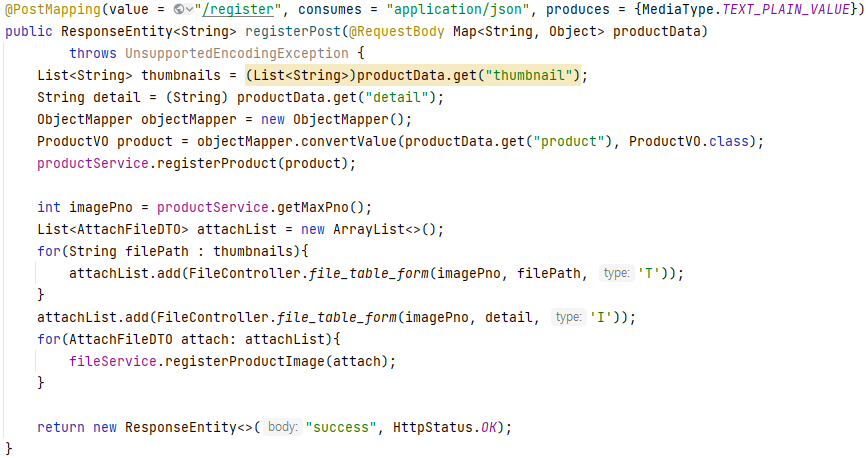 @PostMapping(value = "/register", consumes = "application/json", produces = {MediaType.TEXT_PLAIN_VALUE})
public ResponseEntity<String> registerPost(@RequestBody Map<String, Object> productData)
        throws UnsupportedEncodingException {
    List<String> thumbnails = (List<String>)productData.get("thumbnail");
    String detail = (String) productData.get("detail");
    ObjectMapper objectMapper = new ObjectMapper();
    ProductVO product = objectMapper.convertValue(productData.get("product"), ProductVO.class);
    productService.registerProduct(product);

    int imagePno = productService.getMaxPno();
    List<AttachFileDTO> attachList = new ArrayList<>();
    for(String filePath : thumbnails){
        attachList.add(FileController.file_table_form(imagePno, filePath, type: 'T'));
    }
    attachList.add(FileController.file_table_form(imagePno, detail, type: 'I'));
    for(AttachFileDTO attach: attachList){
        fileService.registerProductImage(attach);
    }

    return new ResponseEntity<>( body: "success", HttpStatus.OK);
}